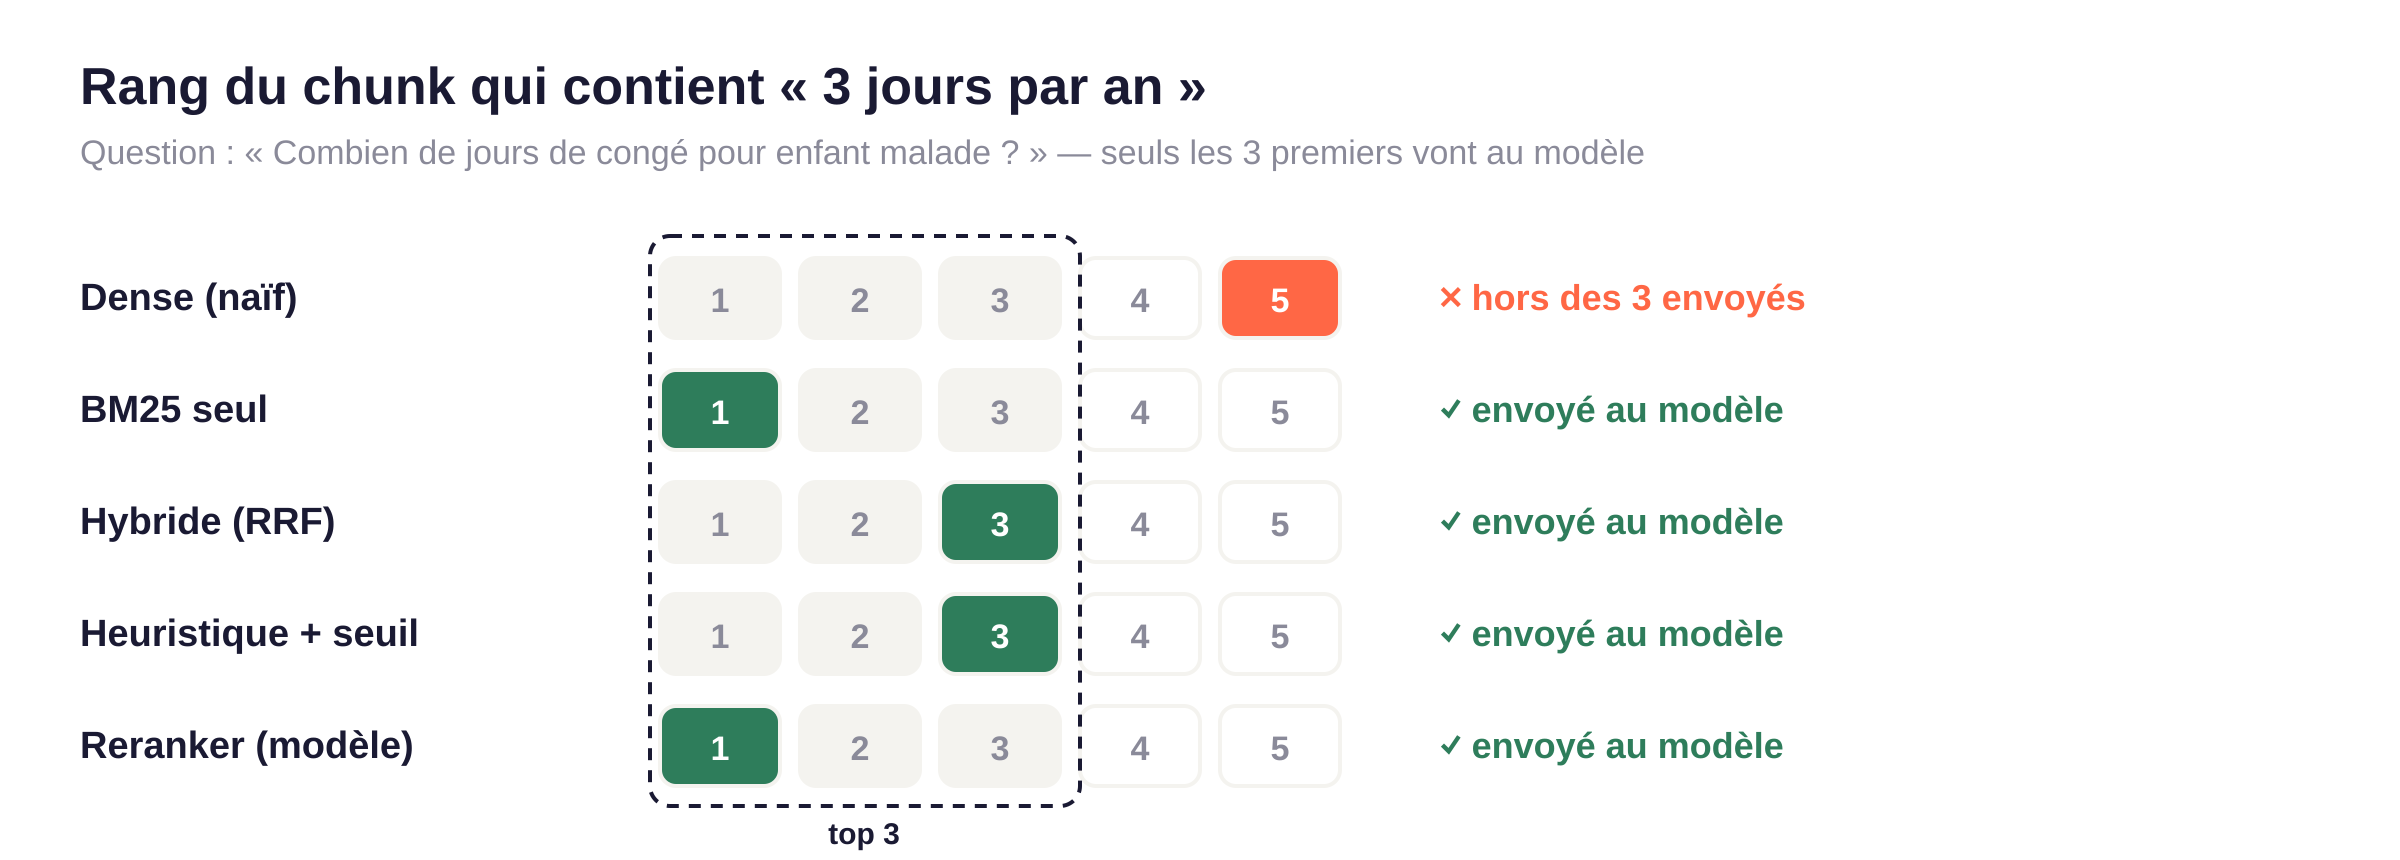 Rang du chunk qui contient « 3 jours par an »
Question : « Combien de jours de congé pour enfant malade ? » — seuls les 3 premiers vont au modèle
Dense (naïf) 1 2 3 4 5 ✕ hors des 3 envoyés
BM25 seul 1 2 3 4 5 ✓ envoyé au modèle
Hybride (RRF) 1 2 3 4 5 ✓ envoyé au modèle
Heuristique + seuil 1 2 3 4 5 ✓ envoyé au modèle
Reranker (modèle) 1 2 3 4 5 ✓ envoyé au modèle
top 3